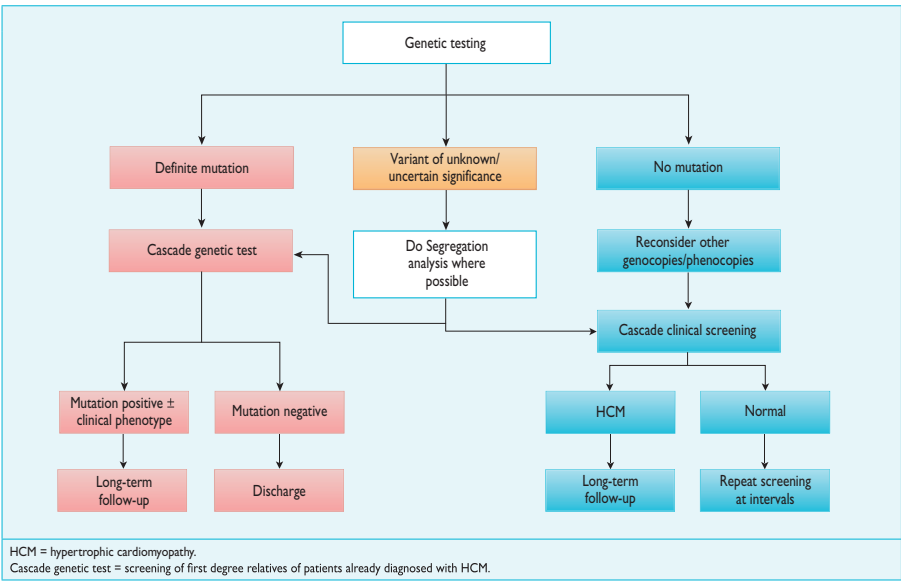 Genetic testing
Definite mutation
Variant of unknown/
uncertain significance
No mutation
Cascade genetic test
Do Segregation
analysis where
possible
Reconsider other
genocopies/phenocopies
Cascade clinical screening
Mutation positive ±
clinical phenotype
Mutation negative
HCM
Normal
Long-term
follow-up
Discharge
Long-term
follow-up
Repeat screening
at intervals
HCM = hypertrophic cardiomyopathy.
Cascade genetic test = screening of first degree relatives of patients already diagnosed with HCM.